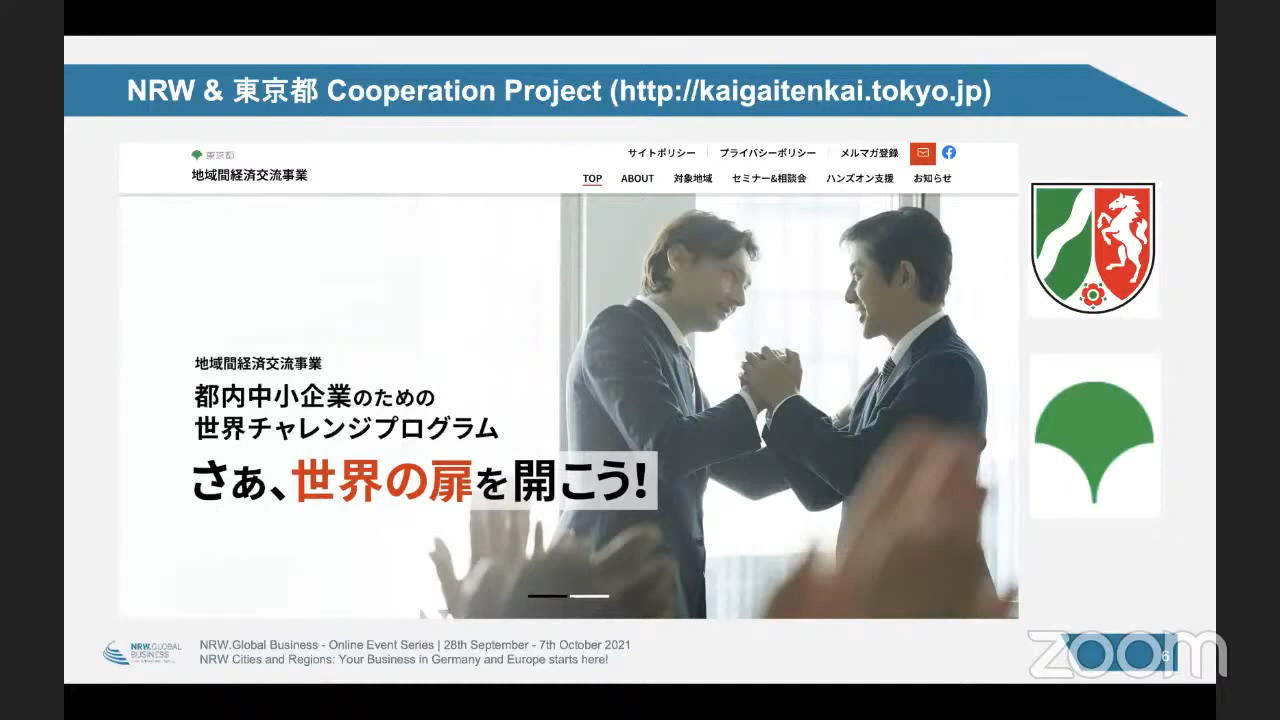 NRW & 東京都 Cooperation Project (http://kaigaitenkai.tokyo.jp)
東京都
地域間経済交流事業
サイトポリシー プライバシーポリシー メルマガ登録
TOP ABOUT 対象地域 セミナー&相談会 ハンズオン支援 お知らせ
地域間経済交流事業
都内中小企業のための
世界チャレンジプログラム
さぁ、世界の扉を開こう!
NRW.GLOBAL
BUSINESS
NRW.Global Business - Online Event Series | 28th September - 7th October 2021
NRW Cities and Regions: Your Business in Germany and Europe starts here!
zoom
6